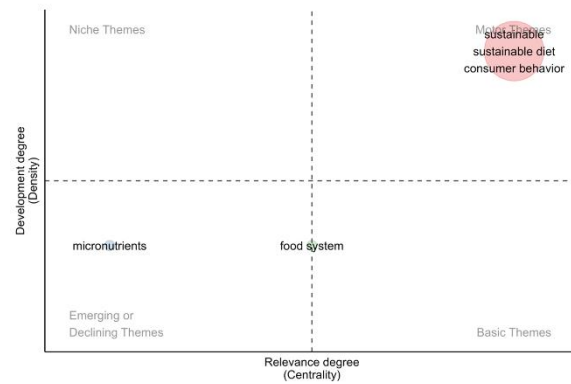 Niche Themes
Motor Themes
sustainable
sustainable diet
consumer behavior
Development degree
(Density)
micronutrients
food system
Emerging or
Declining Themes
Basic Themes
Relevance degree
(Centrality)